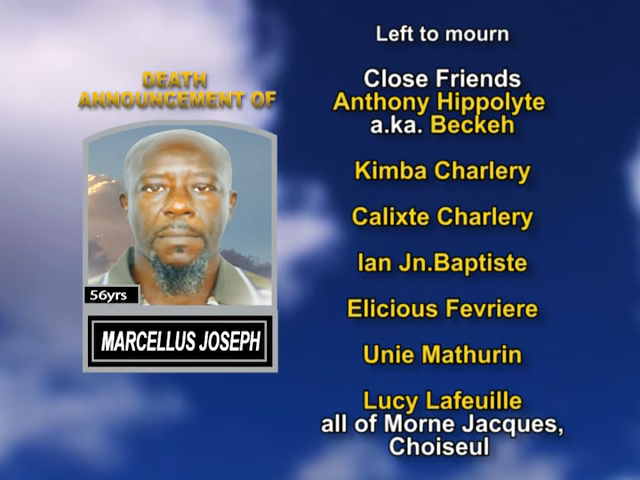 DEATH
ANNOUNCEMENT OF
56yrs
MARCELLUS JOSEPH
Left to mourn
Close Friends
Anthony Hippolyte
a.ka. Beckeh
Kimba Charlery
Calixte Charlery
Ian Jn.Baptiste
Elicious Fevriere
Unie Mathurin
Lucy Lafeuille
all of Morne Jacques,
Choiseul